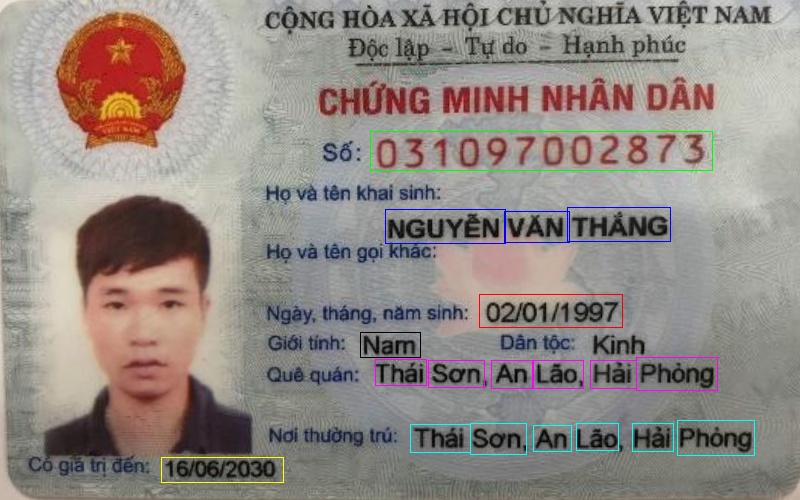 CỘNG HÒA XÃ HỘI CHỦ NGHĨA VIỆT NAM
Độc lập - Tự do - Hạnh phúc
CHỨNG MINH NHÂN DÂN
Số: 031097002873
Họ và tên khai sinh:
NGUYỄN VĂN THẮNG
Họ và tên gọi khác:
Ngày, tháng, năm sinh: 02/01/1997
Giới tính: Nam Dân tộc: Kinh
Quê quán: Thái Sơn, An Lão, Hải Phòng
Nơi thường trú: Thái Sơn, An Lão, Hải Phòng
Có giá trị đến: 16/06/2030